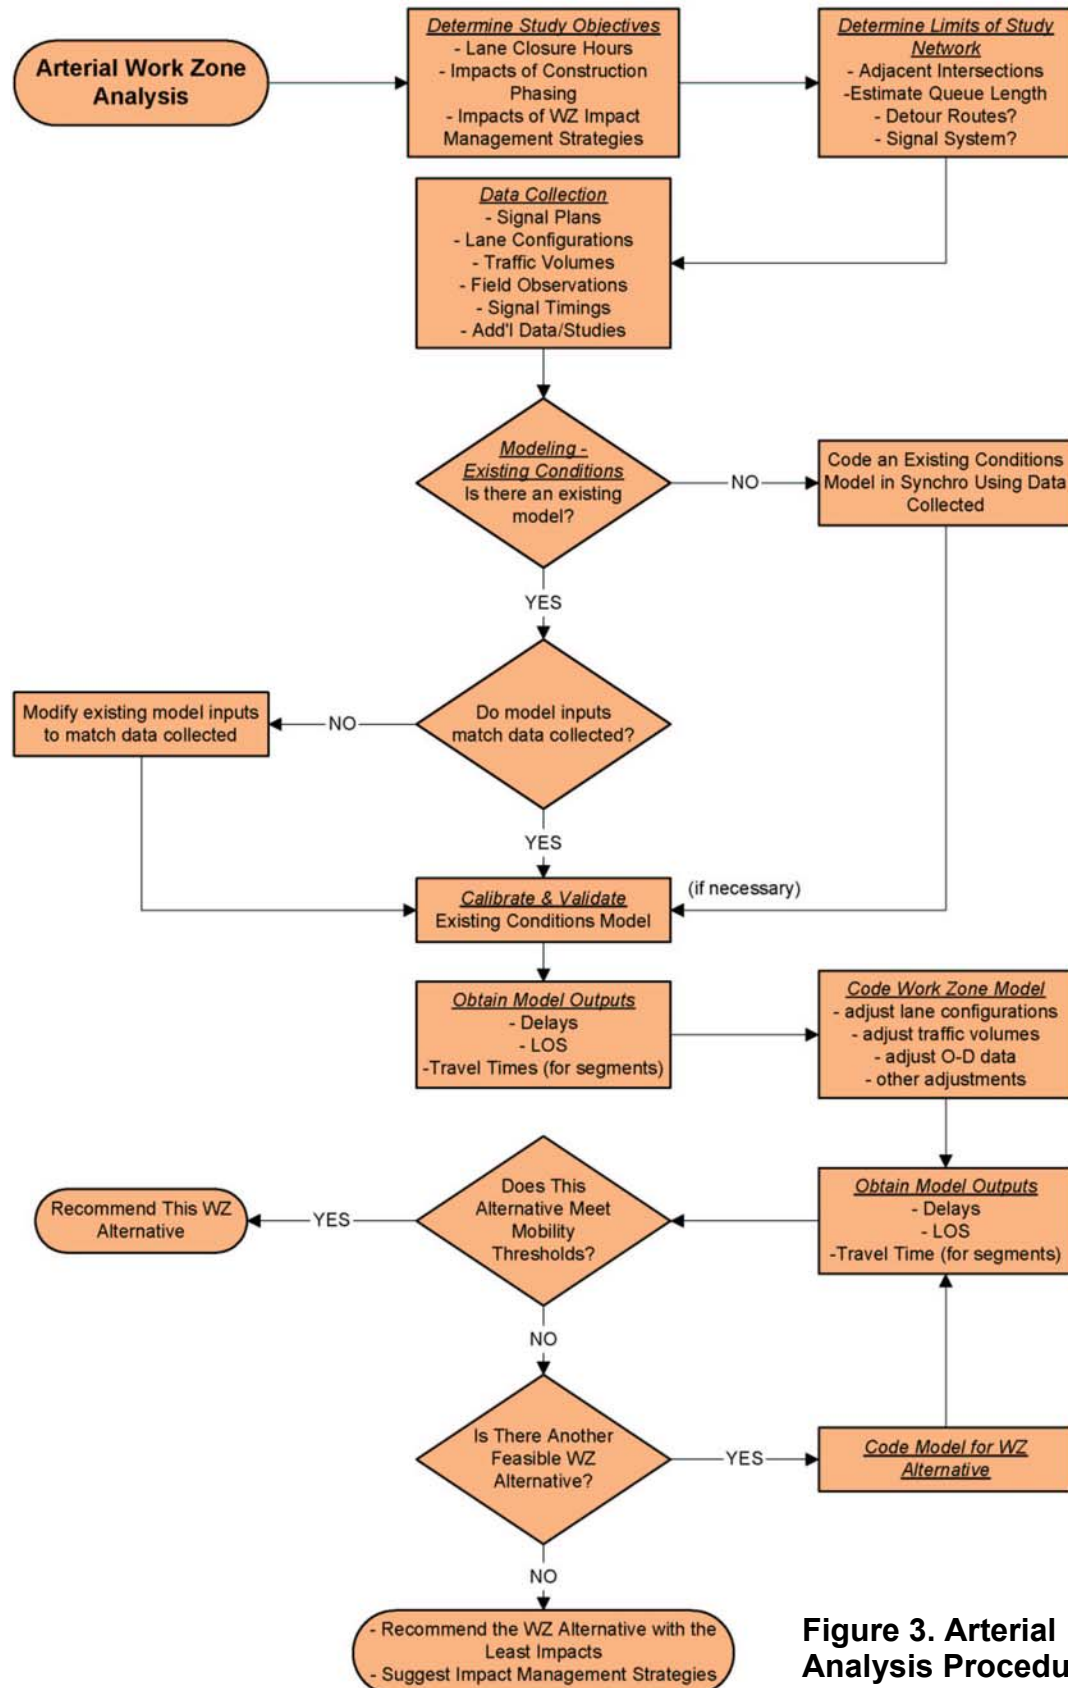 Arterial Work Zone
Analysis
Determine Study Objectives
- Lane Closure Hours
- Impacts of Construction
Phasing
- Impacts of WZ Impact
Management Strategies
Determine Limits of Study
Network
- Adjacent Intersections
-Estimate Queue Length
- Detour Routes?
- Signal System?
Data Collection
- Signal Plans
- Lane Configurations
- Traffic Volumes
- Field Observations
- Signal Timings
- Add'l Data/Studies
Modeling -
Existing Conditions
Is there an existing
model?
NO
Code an Existing Conditions
Model in Synchro Using Data
Collected
YES
Do model inputs
match data collected?
NO
Modify existing model inputs
to match data collected
YES
Calibrate & Validate
Existing Conditions Model
(if necessary)
Obtain Model Outputs
- Delays
- LOS
-Travel Times (for segments)
Code Work Zone Model
- adjust lane configurations
- adjust traffic volumes
- adjust O-D data
- other adjustments
Obtain Model Outputs
- Delays
- LOS
-Travel Time (for segments)
Does This
Alternative Meet
Mobility
Thresholds?
YES
Recommend This WZ
Alternative
NO
Is There Another
Feasible WZ
Alternative?
YES
Code Model for WZ
Alternative
NO
- Recommend the WZ Alternative with the
Least Impacts
- Suggest Impact Management Strategies
Figure 3. Arterial
Analysis Procedu